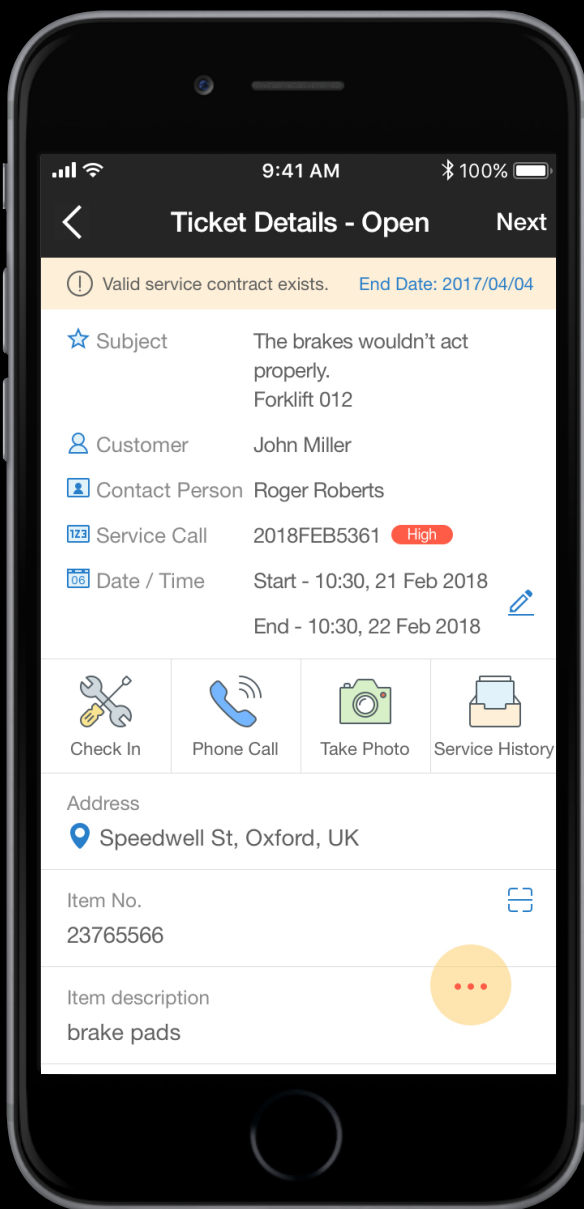 9:41 AM 100%
Ticket Details - Open Next
Valid service contract exists. End Date: 2017/04/04
Subject The brakes wouldn’t act
properly.
Forklift 012
Customer John Miller
Contact Person Roger Roberts
123 Service Call 2018FEB5361 High
06 Date / Time Start - 10:30, 21 Feb 2018
End - 10:30, 22 Feb 2018
Check In Phone Call Take Photo Service History
Address
Speedwell St, Oxford, UK
Item No.
23765566
Item description
brake pads